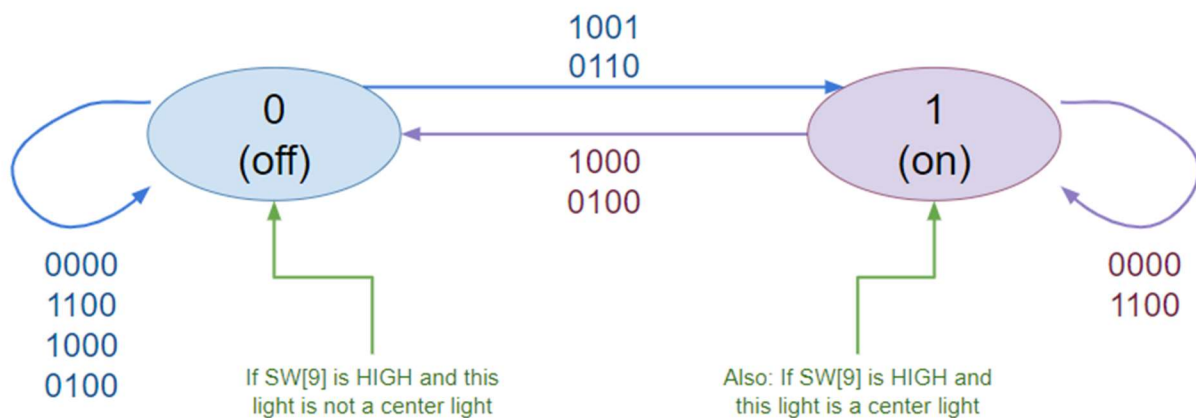 1001
0110
0
(off)
1
(on)
1000
0100
0000
1100
1000
0100
0000
1100
If SW[9] is HIGH and this
light is not a center light
Also: If SW[9] is HIGH and
this light is a center light